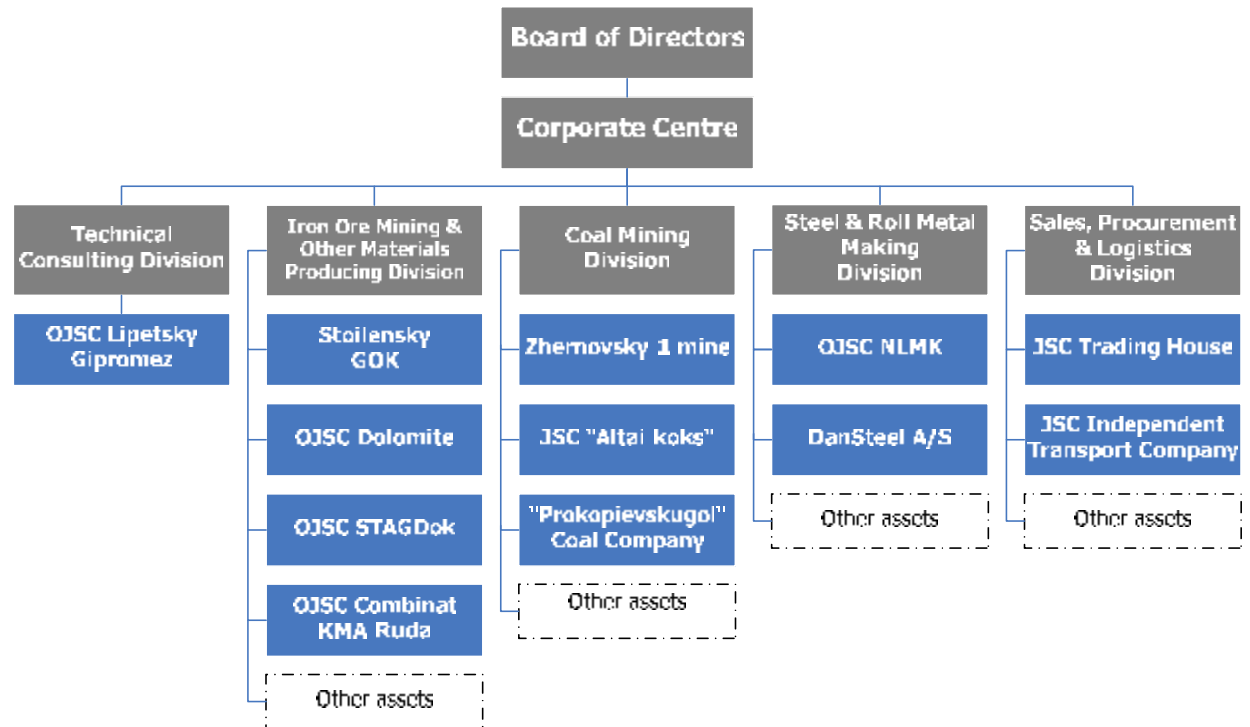 Board of Directors
Corporate Centre
Technical
Consulting Division
OJSC Lipetsky
Gipromez
Iron Ore Mining &
Other Materials
Producing Division
Stoilensky
GOK
OJSC Dolomite
OJSC STAGDok
OJSC Combinat
KMA Ruda
Other assets
Coal Mining
Division
Zhernovsky 1 mine
JSC "Altai koks"
"Prokopievskugol"
Coal Company
Other assets
Steel & Roll Metal
Making
Division
OJSC NLMK
DanSteel A/S
Other assets
Sales, Procurement
& Logistics
Division
JSC Trading House
JSC Independent
Transport Company
Other assets